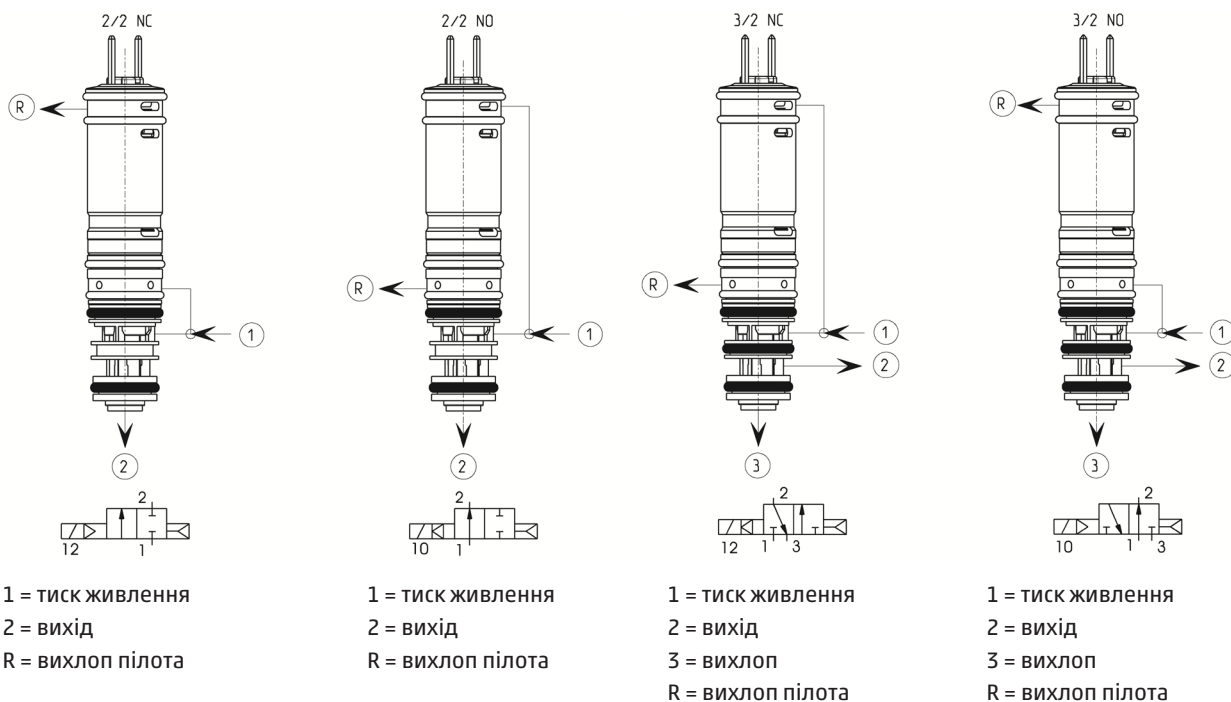 2/2 NC
R
1
2
2
12
1
1 = тиск живлення
2 = вихід
R = вихлоп пілота
2/2 NO
R
1
2
2
10
1
1 = тиск живлення
2 = вихід
R = вихлоп пілота
3/2 NC
R
1
2
3
2
12 1 3
1 = тиск живлення
2 = вихід
3 = вихлоп
R = вихлоп пілота
3/2 NO
R
1
2
3
2
10 1 3
1 = тиск живлення
2 = вихід
3 = вихлоп
R = вихлоп пілота